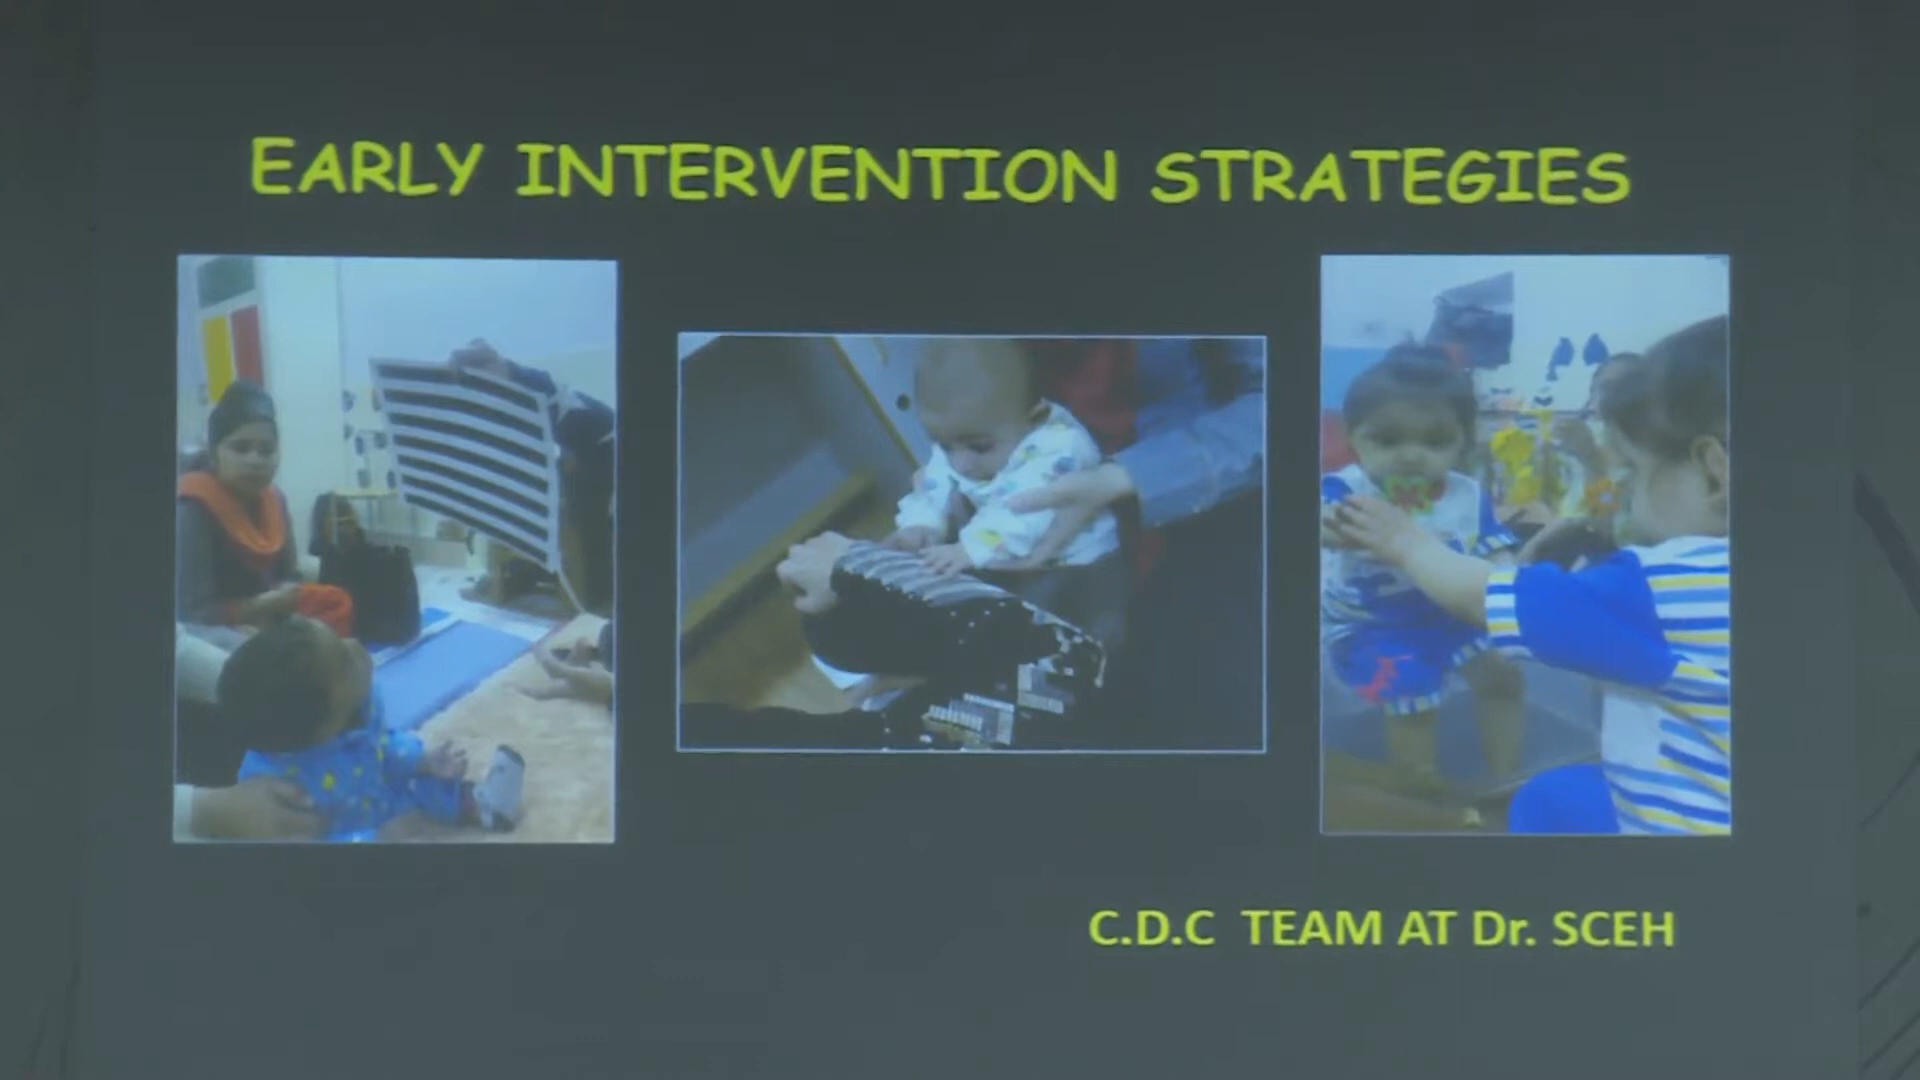 EARLY INTERVENTION STRATEGIES
C.D.C TEAM AT Dr. SCEH